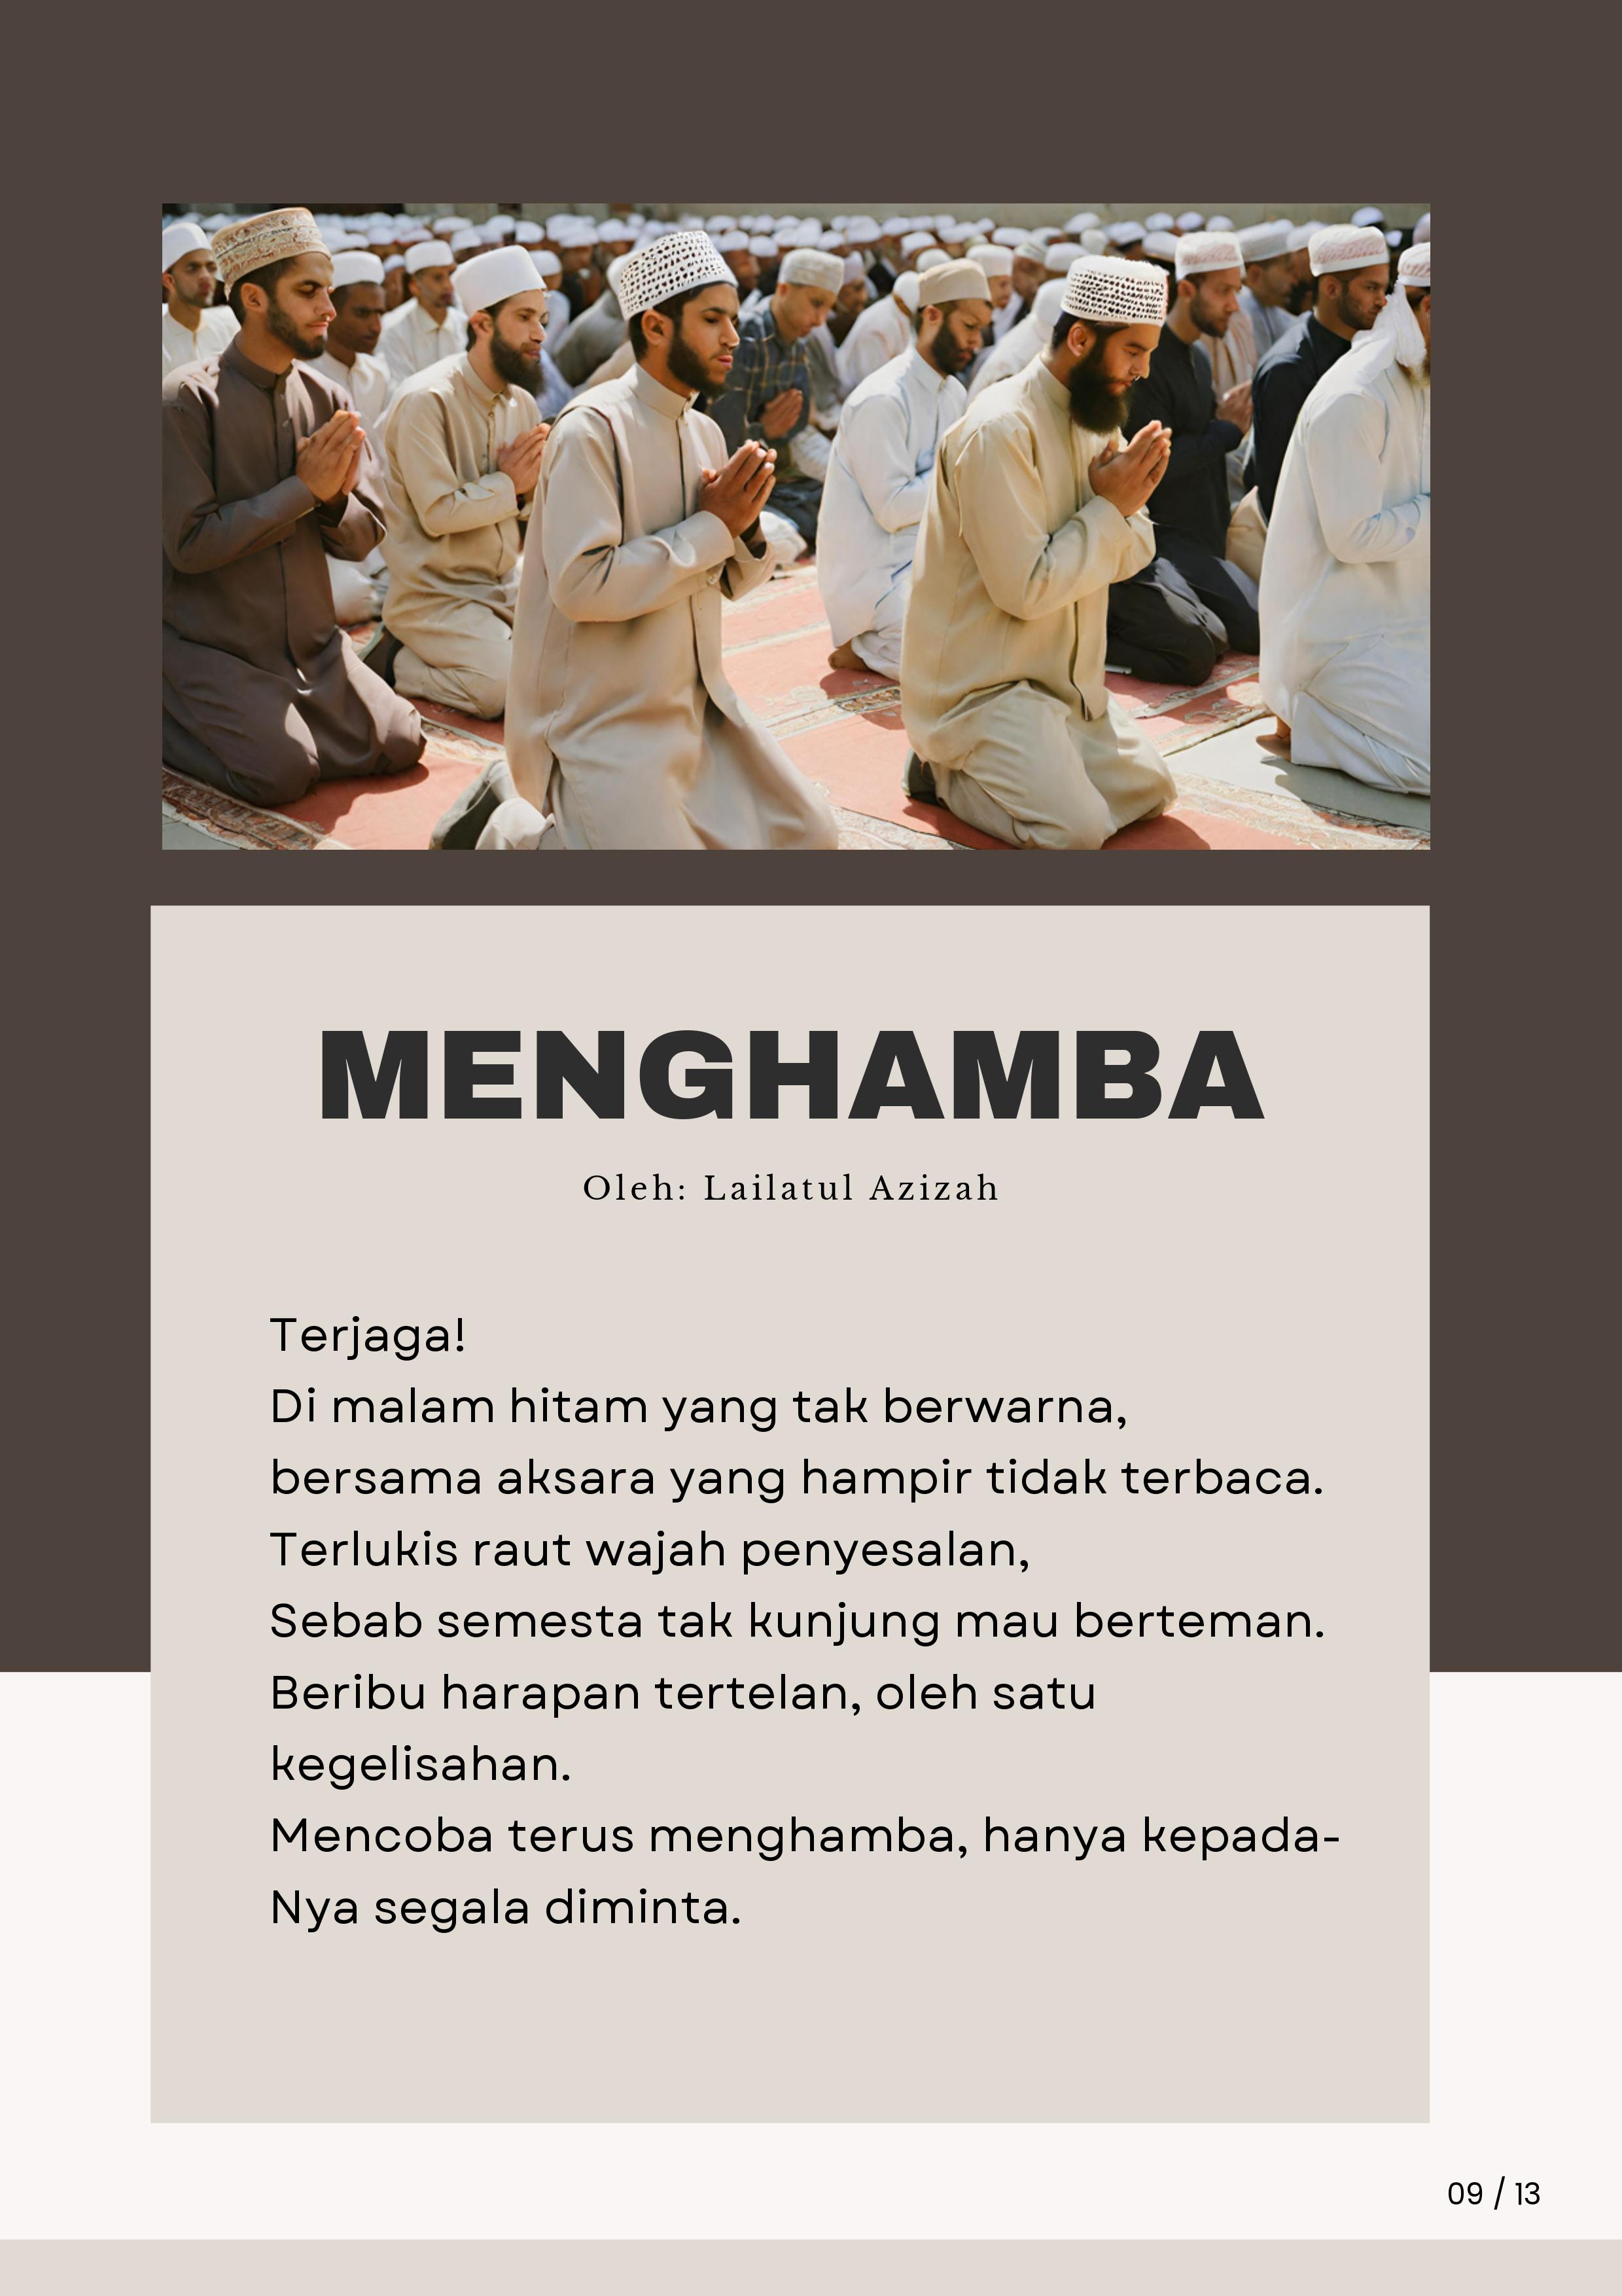 MENGHAMBA
Oleh: Lailatul Azizah
Terjaga!
Di malam hitam yang tak berwarna,
bersama aksara yang hampir tidak terbaca.
Terlukis raut wajah penyesalan,
Sebab semesta tak kunjung mau berteman.
Beribu harapan tertelan, oleh satu
kegelisahan.
Mencoba terus menghamba, hanya kepada-
Nya segala diminta.
09 / 13